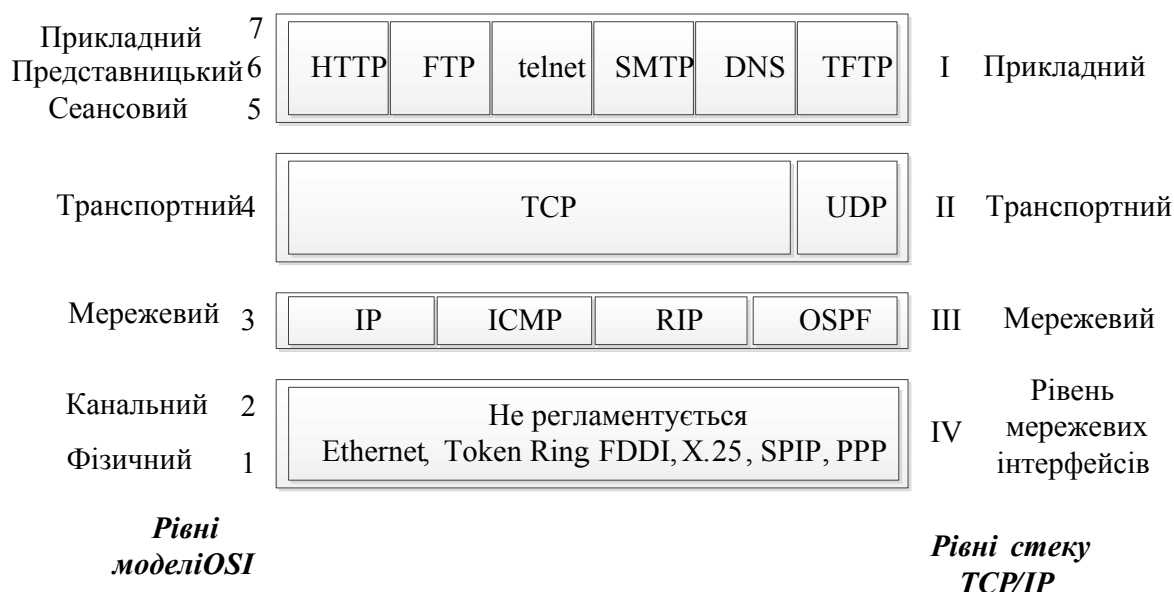 Прикладний 7
Представницький 6
Сеансовий 5
HTTP FTP telnet SMTP DNS TFTP
I Прикладний
Транспортний 4
TCP UDP
II Транспортний
Мережевий 3
IP ICMP RIP OSPF
III Мережевий
Канальний 2
Фізичний 1
Не регламентується
Ethernet, Token Ring FDDI, X.25, SPIP, PPP
IV
Рівень
мережевих
інтерфейсів
Рівні
моделіOSI
Рівні стеку
TCP/IP